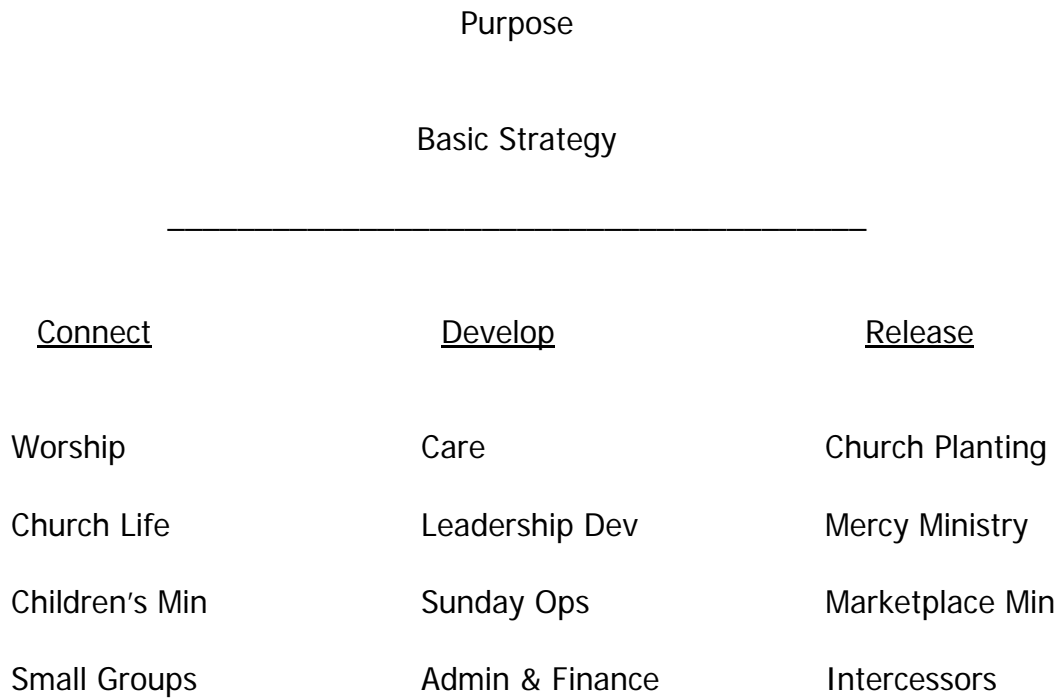 Purpose
Basic Strategy
________________________________________
Connect Develop Release
Worship Care Church Planting
Church Life Leadership Dev Mercy Ministry
Children’s Min Sunday Ops Marketplace Min
Small Groups Admin & Finance Intercessors